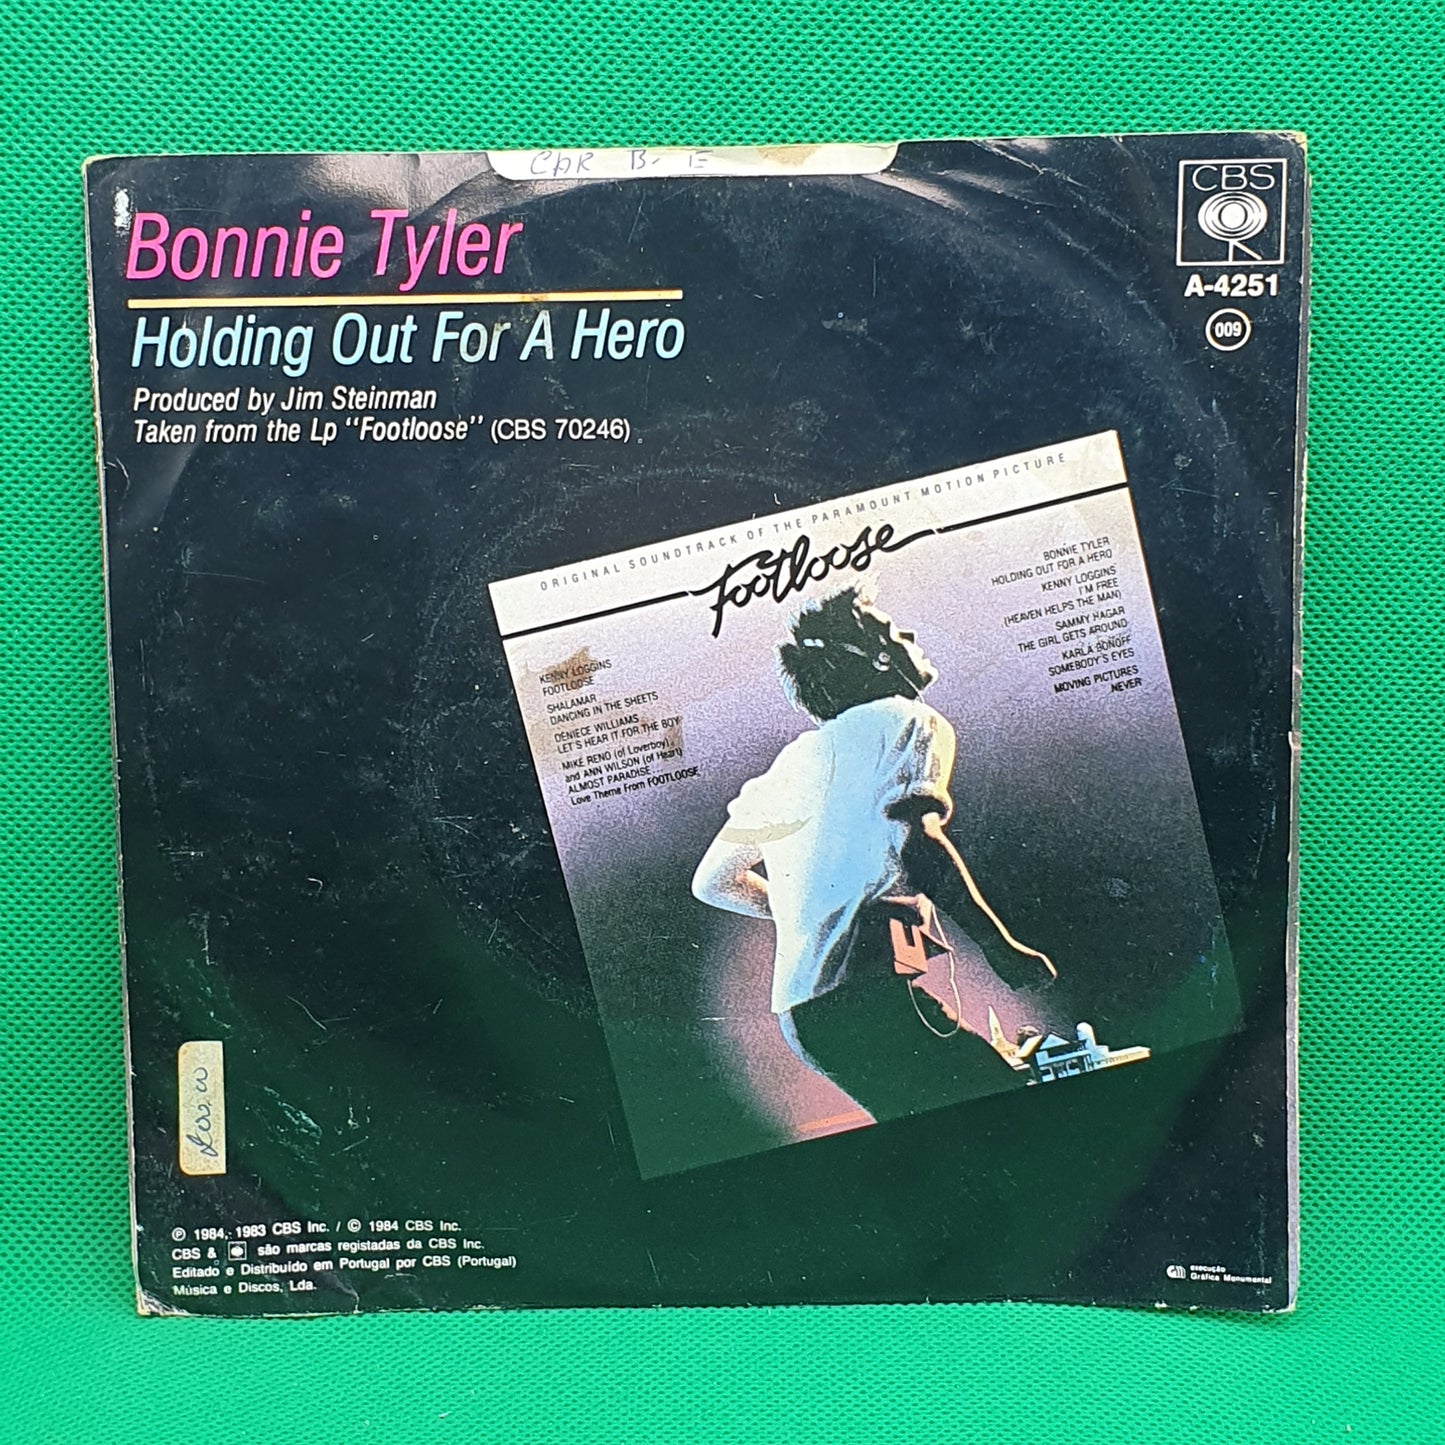 CAR B. E
CBS
A-4251
009
Bonnie Tyler
Holding Out For A Hero
Produced by Jim Steinman
Taken from the Lp "Footloose" (CBS 70246)
ORIGINAL SOUNDTRACK OF THE PARAMOUNT MOTION PICTURE
Footloose
KENNY LOGGINS
FOOTLOOSE
SHALAMAR
DANCING IN THE SHEETS
DENIECE WILLIAMS
LET'S HEAR IT FOR THE BOY
MIKE RENO (of Loverboy)
and ANN WILSON (of Heart)
ALMOST PARADISE...
Love Theme From FOOTLOOSE
BONNIE TYLER
HOLDING OUT FOR A HERO
KENNY LOGGINS
I'M FREE
(HEAVEN HELPS THE MAN)
SAMMY HAGAR
THE GIRL GETS AROUND
KARLA BONOFF
SOMEBODY'S EYES
MOVING PICTURES
NEVER
℗ 1984, 1983 CBS Inc. / © 1984 CBS Inc.
CBS & são marcas registadas da CBS Inc.
Editado e Distribuído em Portugal por CBS (Portugal)
Música e Discos, Lda.
execução
Gráfica Monumental